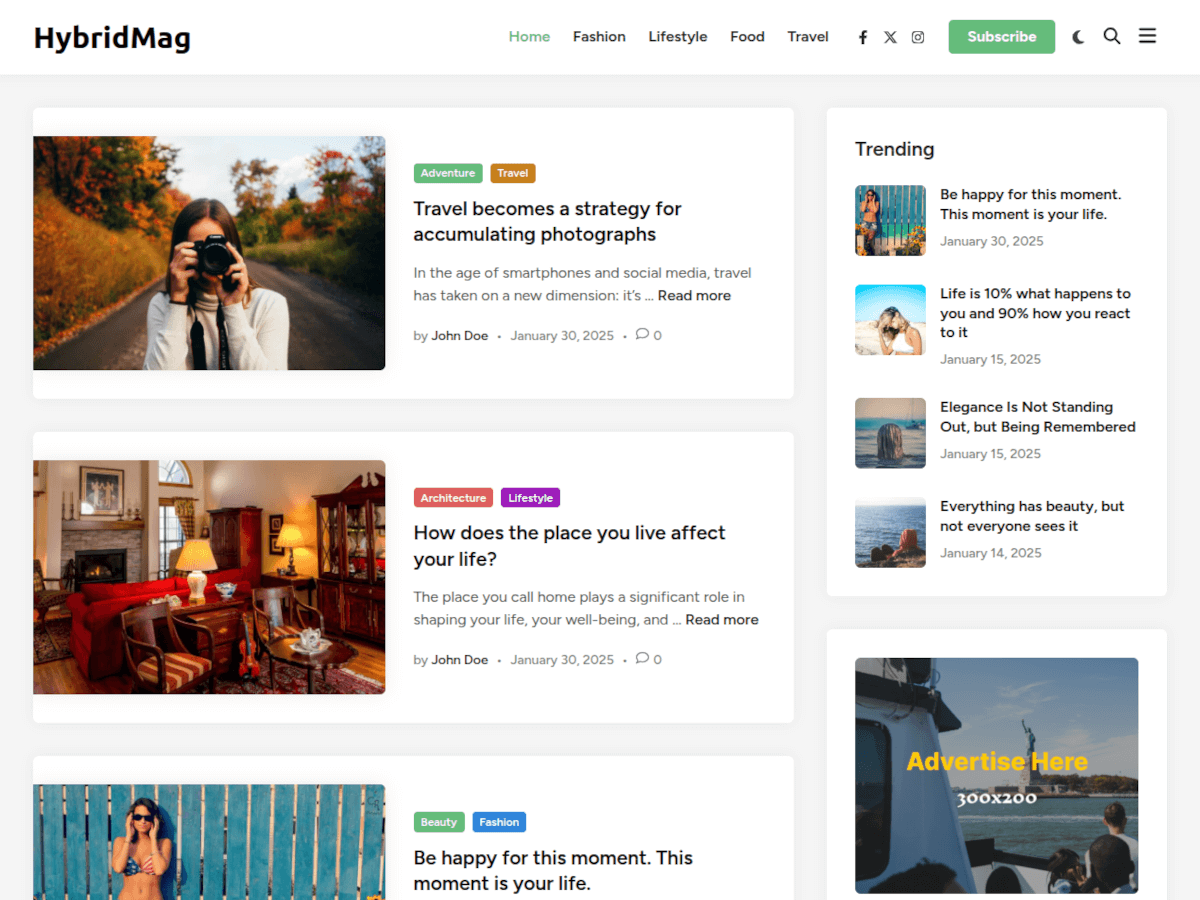 HybridMag
Home Fashion Lifestyle Food Travel Subscribe
Adventure Travel
Travel becomes a strategy for
accumulating photographs
In the age of smartphones and social media, travel
has taken on a new dimension: it’s ... Read more
by John Doe • January 30, 2025 • 0
Architecture Lifestyle
How does the place you live affect
your life?
The place you call home plays a significant role in
shaping your life, your well-being, and ... Read more
by John Doe • January 30, 2025 • 0
Beauty Fashion
Be happy for this moment. This
moment is your life.
Trending
Be happy for this moment.
This moment is your life.
January 30, 2025
Life is 10% what happens to
you and 90% how you react
to it
January 15, 2025
Elegance Is Not Standing
Out, but Being Remembered
January 15, 2025
Everything has beauty, but
not everyone sees it
January 14, 2025
Advertise Here
300x200